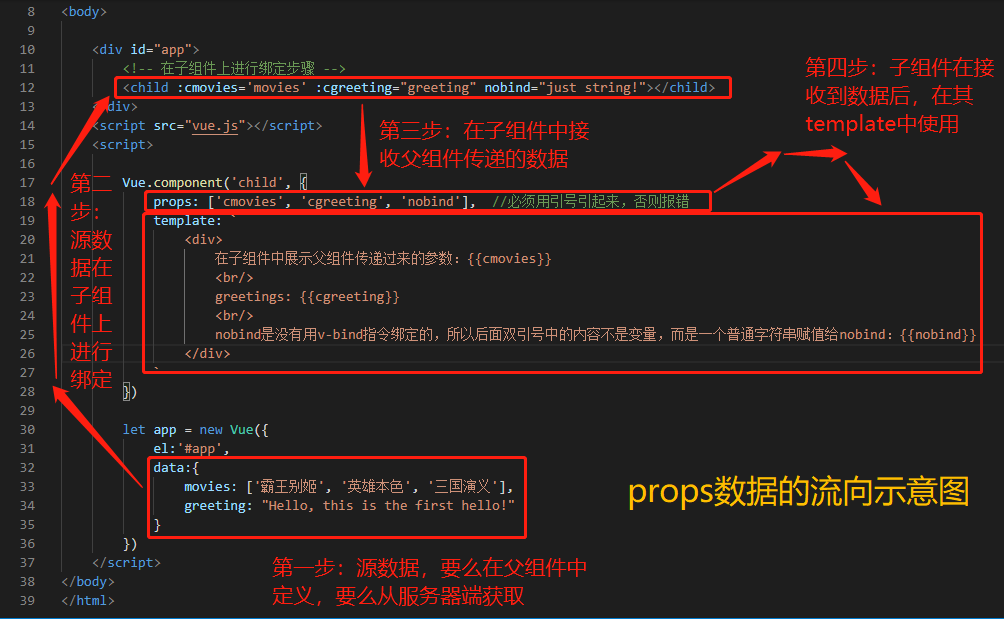 8 <body>
9
10 <div id="app">
11 <!-- 在子组件上进行绑定步骤 -->
12 <child :cmovies='movies' :cgreeting="greeting" nobind="just string!"></child>
13 </div>
14 <script src="vue.js"></script>
15 <script>
16
17 Vue.component('child', {
18 props: ['cmovies', 'cgreeting', 'nobind'], //必须用引号引起来，否则报错
19 template: `
20 <div>
21 在子组件中展示父组件传递过来的参数：{{cmovies}}
22 <br/>
23 greetings: {{cgreeting}}
24 <br/>
25 nobind是没有用v-bind指令绑定的，所以后面双引号中的内容不是变量，而是一个普通字符串赋值给nobind：{{nobind}}
26 </div>
27 `
28 })
29
30 let app = new Vue({
31 el:'#app',
32 data:{
33 movies: ['霸王别姬', '英雄本色', '三国演义'],
34 greeting: "Hello, this is the first hello!"
35 }
36 })
37 </script>
38 </body>
39 </html>
第一步：源数据，要么在父组件中
定义，要么从服务器端获取
第二
步：
源数
据在
子组
件上
进行
绑定
第三步：在子组件中接
收父组件传递的数据
第四步：子组件在接
收到数据后，在其
template中使用
props数据的流向示意图